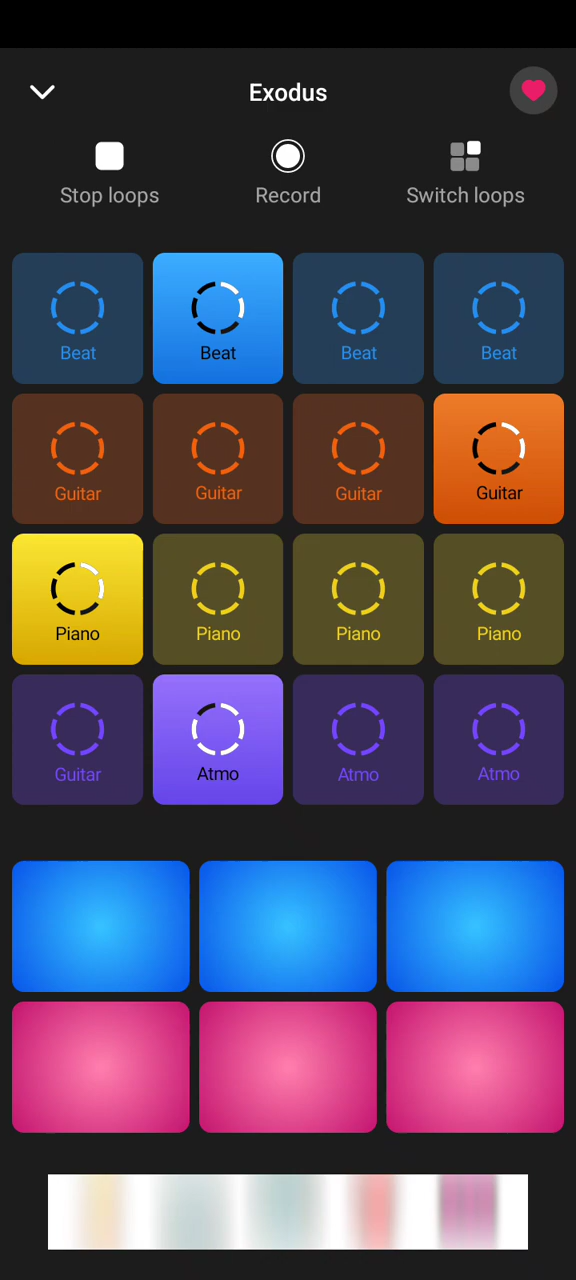 Exodus
Stop loops Record Switch loops
Beat Beat Beat Beat
Guitar Guitar Guitar Guitar
Piano Piano Piano Piano
Guitar Atmo Atmo Atmo